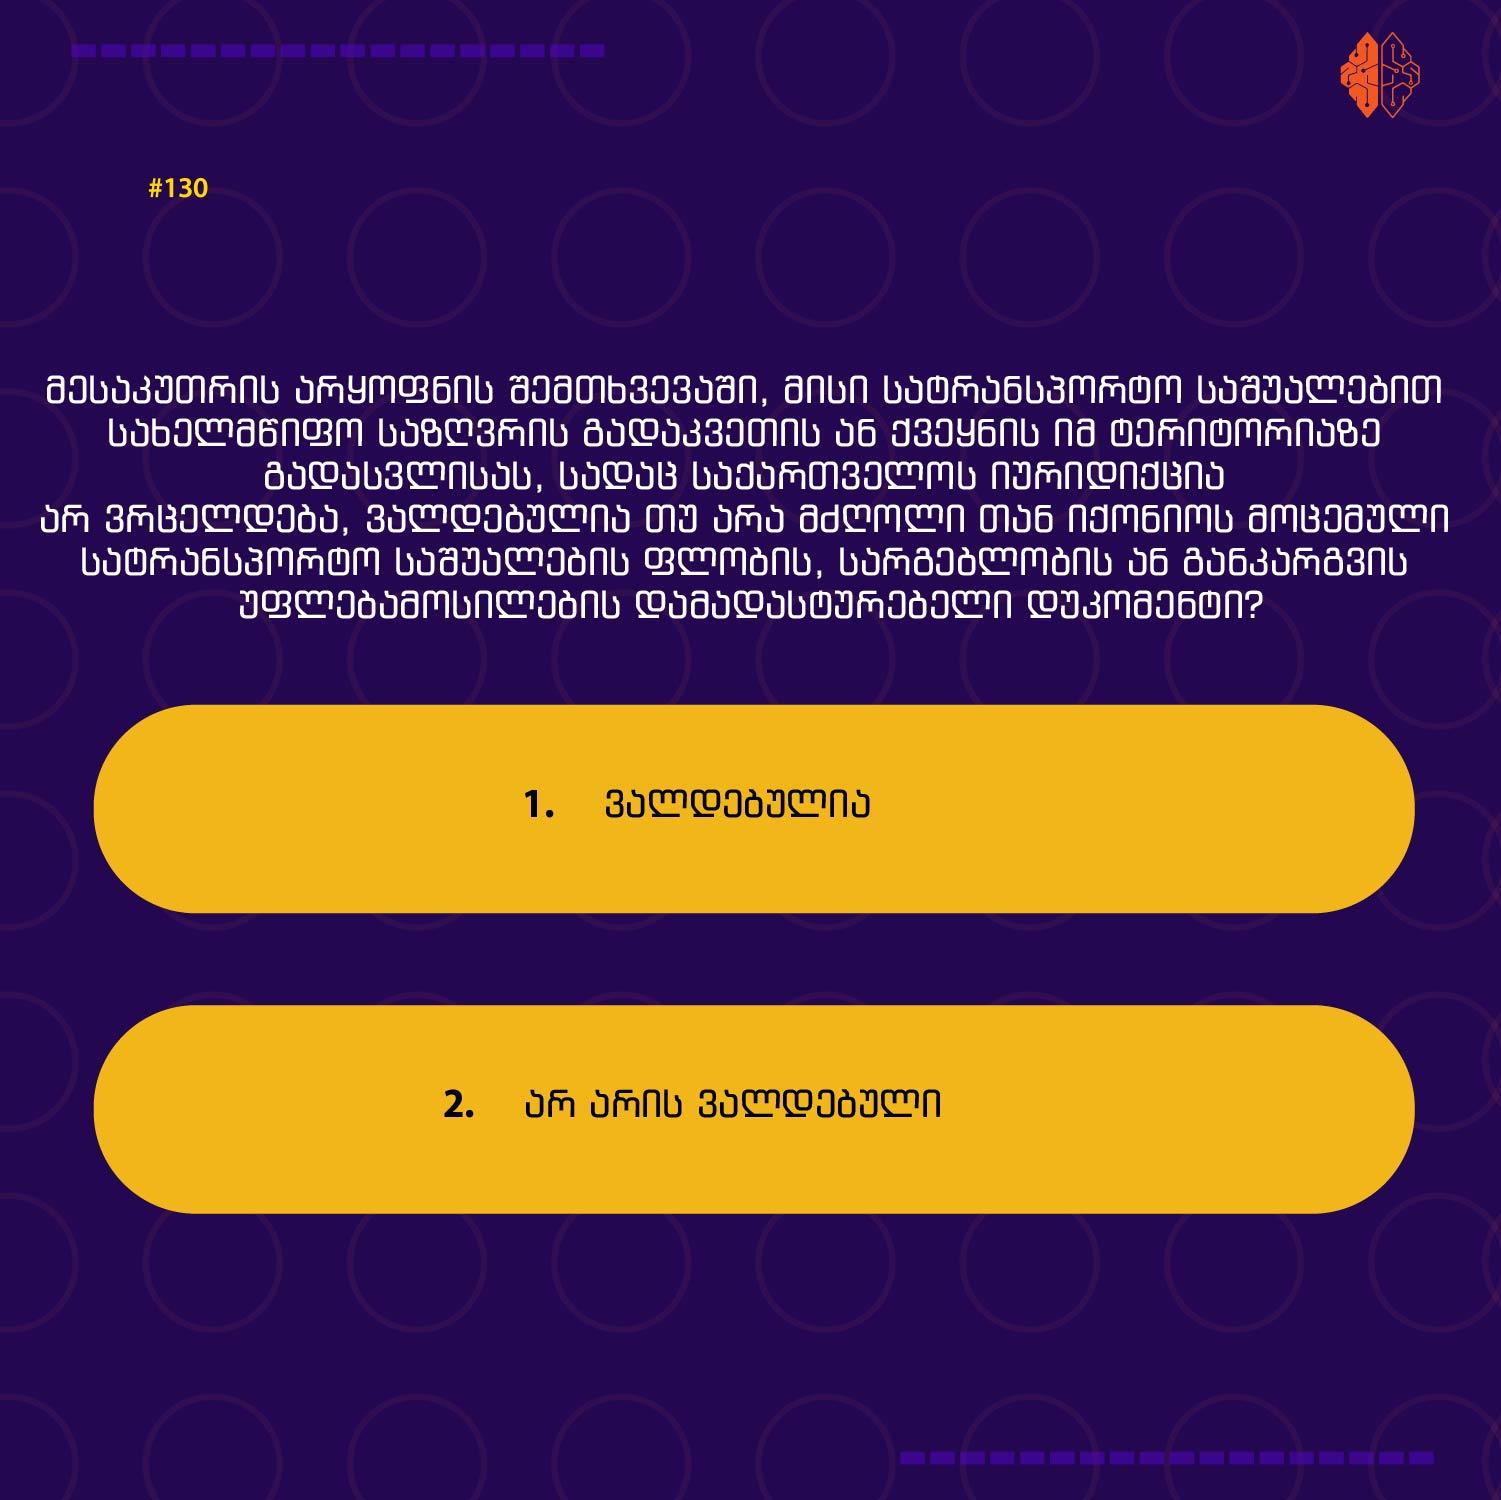 #130
მესაკუთრის არყოფნის შემთხვევაში, მისი სატრანსპორტო საშუალებით
სახელმწიფო საზღვრის გადაკვეთის ან ქვეყნის იმ ტერიტორიაზე
გადასვლისას, სადაც საქართველოს იურიდიქცია
არ ვრცელდება, ვალდებულია თუ არა მძღოლი თან იქონიოს მოცემული
სატრანსპორტო საშუალების ფლობის, სარგებლობის ან განკარგვის
უფლებამოსილების დამადასტურებელი დუკომენტი?
1. ვალდებულია
2. არ არის ვალდებული